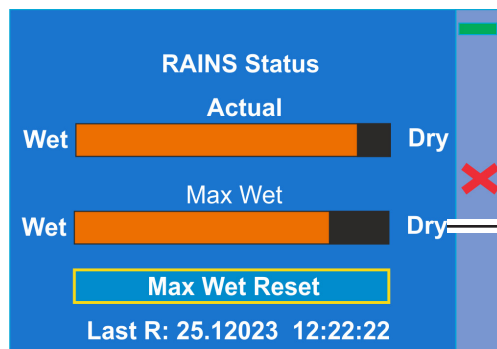 RAINS Status
Actual
Wet Dry
Max Wet
Wet Dry
Max Wet Reset
Last R: 25.12023 12:22:22